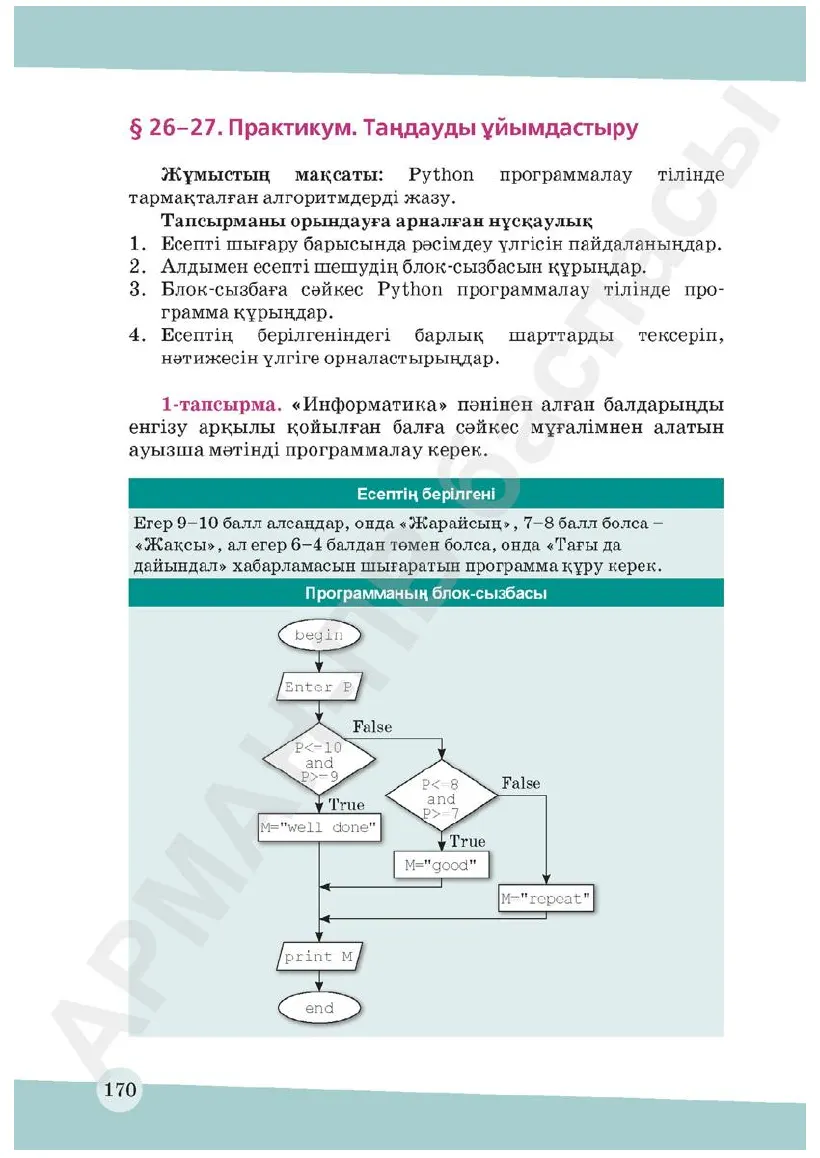 § 26–27. Практикум. Таңдауды ұйымдастыру
Жұмыстың мақсаты: Python программалау тілінде
тармақталған алгоритмдерді жазу.
Тапсырманы орындауға арналған нұсқаулық
1. Есепті шығару барысында рәсімдеу үлгісін пайдаланыңдар.
2. Алдымен есепті шешудің блок-сызбасын құрыңдар.
3. Блок-сызбаға сәйкес Python программалау тілінде про-
грамма құрыңдар.
4. Есептің берілгеніндегі барлық шарттарды тексеріп,
нәтижесін үлгіге орналастырыңдар.
1-тапсырма. «Информатика» пәнінен алған балдарыңды
енгізу арқылы қойылған балға сәйкес мұғалімнен алатын
ауызша мәтінді программалау керек.
Есептің берілгені
Егер 9–10 балл алсаңдар, онда «Жарайсың», 7–8 балл болса –
«Жақсы», ал егер 6–4 балдан төмен болса, онда «Тағы да
дайындал» хабарламасын шығаратын программа құру керек.
Программаның блок-сызбасы
begin
Enter P
False
P<=10
and
P>=9
True
P<=8
and
P>=7
False
M="well done"
True
M="good"
M="repeat"
print M
end
170
АРМАН-ПВ баспасы